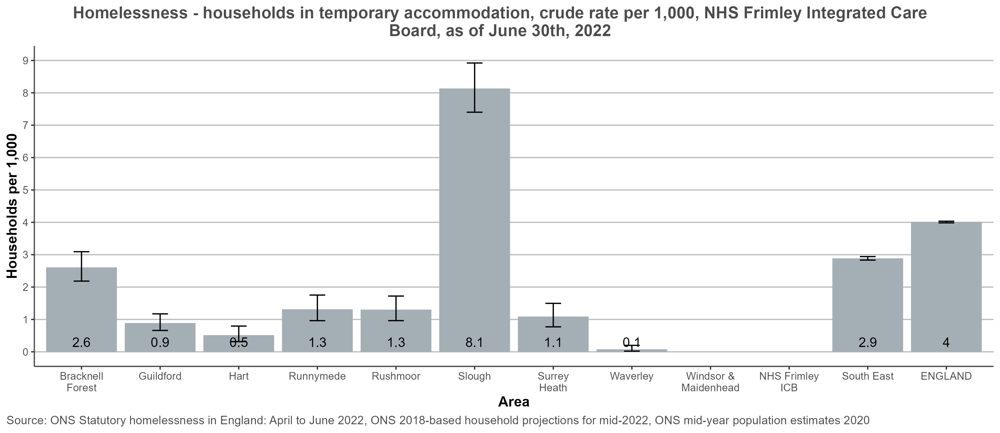 Homelessness - households in temporary accommodation, crude rate per 1,000, NHS Frimley Integrated Care
Board, as of June 30th, 2022
Households per 1,000
9
8
7
6
5
4
3
2
1
0
2.6
0.9
0.5
1.3
1.3
8.1
1.1
0.1
2.9
4
Bracknell
Forest
Guildford
Hart
Runnymede
Rushmoor
Slough
Surrey
Heath
Waverley
Windsor &
Maidenhead
NHS Frimley
ICB
South East
ENGLAND
Area
Source: ONS Statutory homelessness in England: April to June 2022, ONS 2018-based household projections for mid-2022, ONS mid-year population estimates 2020